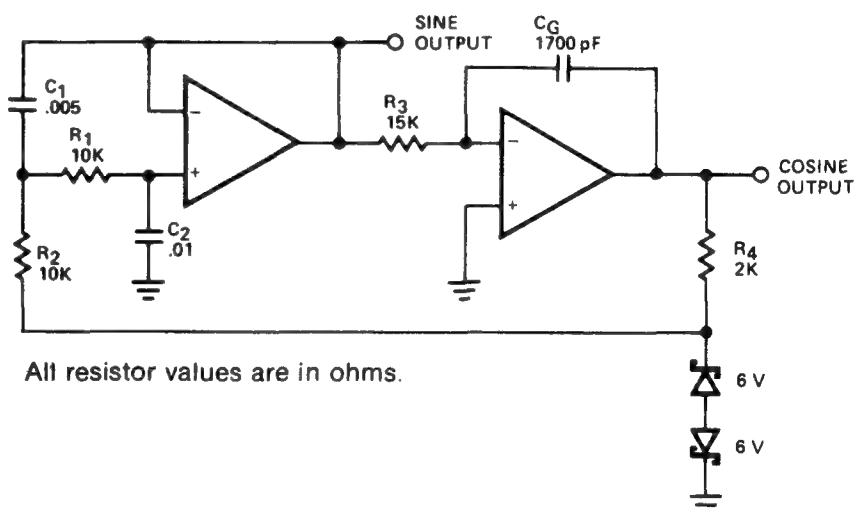 SINE
OUTPUT
CG
1700 pF
C1
.005
R3
15K
R1
10K
−
+
−
+
COSINE
OUTPUT
C2
.01
R2
10K
R4
2K
All resistor values are in ohms.
6 V
6 V